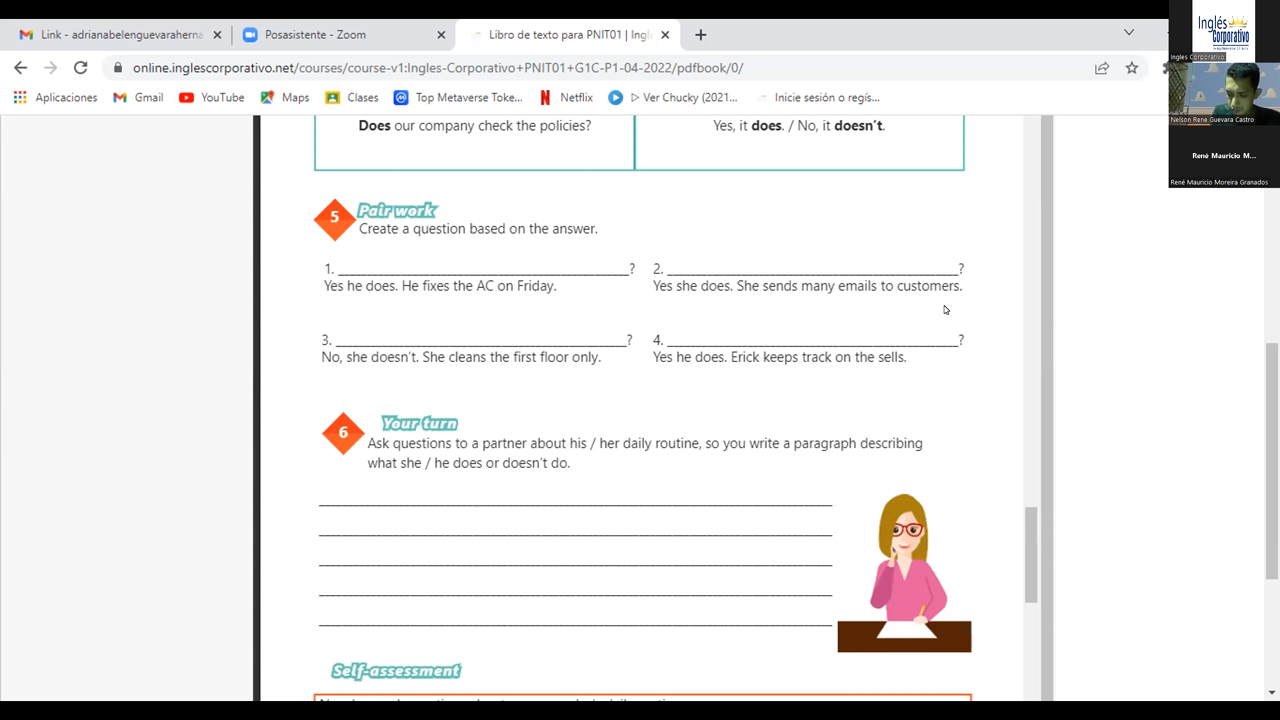 Link - adrianabelenguevaraherna
Posasistente - Zoom
Libro de texto para PNIT01 | Ingl
online.inglescorporativo.net/courses/course-v1:Ingles-Corporativo+PNIT01+G1C-P1-04-2022/pdfbook/0/
Aplicaciones
Gmail
YouTube
Maps
Clases
Top Metaverse Toke...
Netflix
Ver Chucky (2021...
Inicie sesión o regís...
Inglés
Corporativo
Ingles Corporativo
Nelson Rene Guevara Castro
René Mauricio M...
René Mauricio Moreira Granados
Does our company check the policies?
Yes, it does. / No, it doesn't.
5
Pair work
Create a question based on the answer.
1. ______________________________________?
2. ______________________________________?
Yes he does. He fixes the AC on Friday.
Yes she does. She sends many emails to customers.
3. ______________________________________?
4. ______________________________________?
No, she doesn't. She cleans the first floor only.
Yes he does. Erick keeps track on the sells.
6
Your turn
Ask questions to a partner about his / her daily routine, so you write a paragraph describing
what she / he does or doesn't do.
Self-assessment